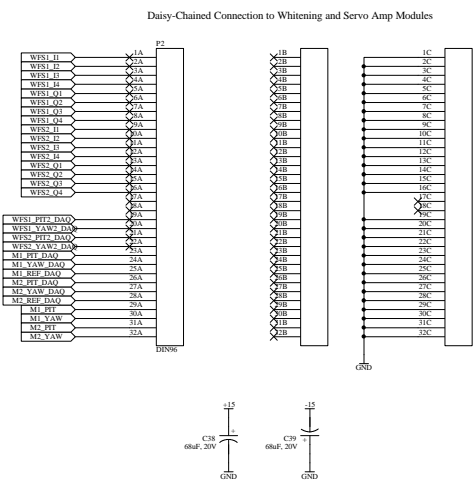 Daisy-Chained Connection to Whitening and Servo Amp Modules
P2
WFS1_I1 1A 1B 1C
WFS1_I2 2A 2B 2C
WFS1_I3 3A 3B 3C
WFS1_I4 4A 4B 4C
WFS1_Q1 5A 5B 5C
WFS1_Q2 6A 6B 6C
WFS1_Q3 7A 7B 7C
WFS1_Q4 8A 8B 8C
WFS2_I1 9A 9B 9C
WFS2_I2 10A 10B 10C
WFS2_I3 11A 11B 11C
WFS2_I4 12A 12B 12C
WFS2_Q1 13A 13B 13C
WFS2_Q2 14A 14B 14C
WFS2_Q3 15A 15B 15C
WFS2_Q4 16A 16B 16C
17A 17B 17C
18A 18B 18C
WFS1_PIT2_DAQ 19A 19B 19C
WFS1_YAW2_DAQ 20A 20B 20C
WFS2_PIT2_DAQ 21A 21B 21C
WFS2_YAW2_DAQ 22A 22B 22C
M1_PIT_DAQ 23A 23B 23C
M1_YAW_DAQ 24A 24B 24C
M1_REF_DAQ 25A 25B 25C
M2_PIT_DAQ 26A 26B 26C
M2_YAW_DAQ 27A 27B 27C
M2_REF_DAQ 28A 28B 28C
M1_PIT 29A 29B 29C
M1_YAW 30A 30B 30C
M2_PIT 31A 31B 31C
M2_YAW 32A 32B 32C
DIN96
GND
+15 -15
C38 C39
68uF, 20V 68uF, 20V
GND GND